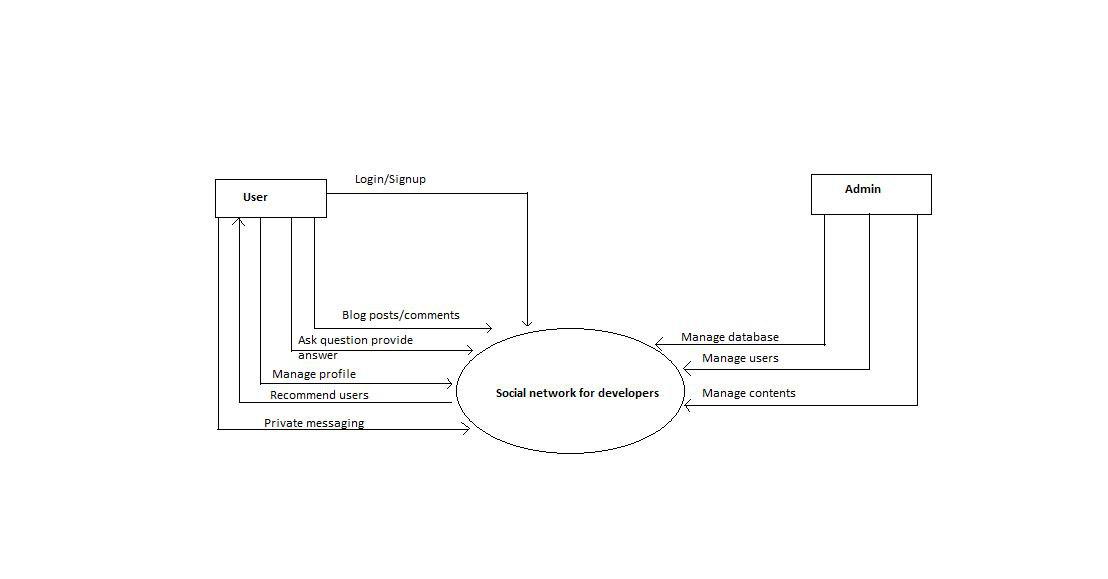 Login/Signup
User
Admin
Blog posts/comments
Ask question provide
answer
Manage profile
Recommend users
Private messaging
Manage database
Manage users
Manage contents
Social network for developers